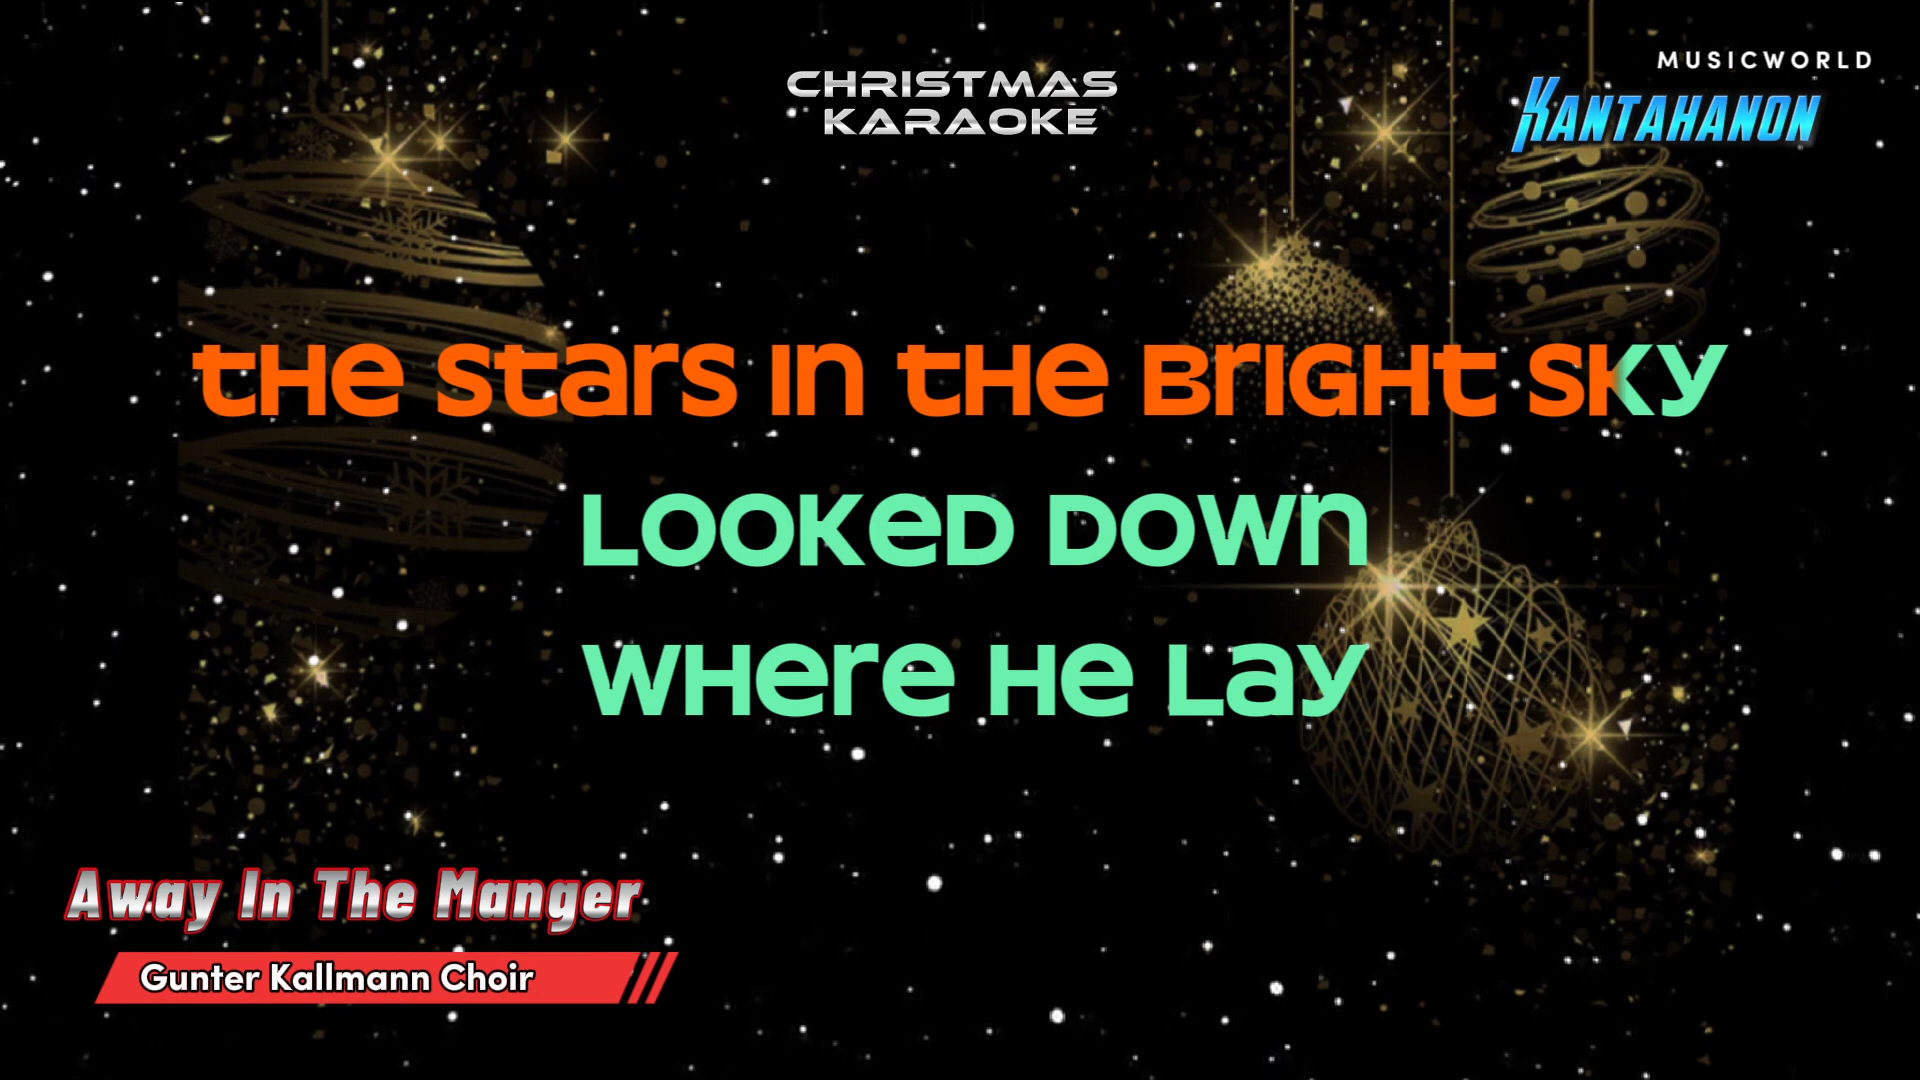 CHRISTMAS
KARAOKE
MUSICWORLD
KANTAHANON
THE STARS IN THE BRIGHT SKY
LOOKED DOWN
WHERE HE LAY
Away In The Manger
Gunter Kallmann Choir